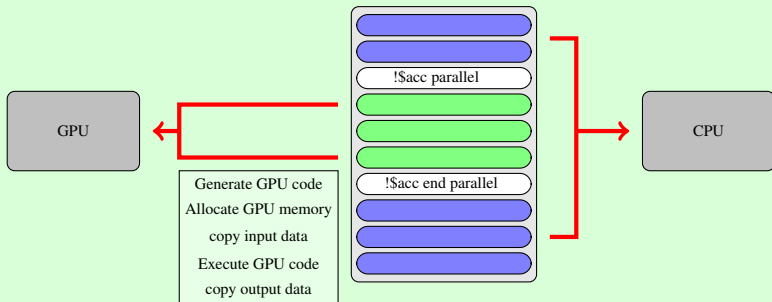 !$acc parallel
GPU
CPU
!$acc end parallel
Generate GPU code
Allocate GPU memory
copy input data
Execute GPU code
copy output data